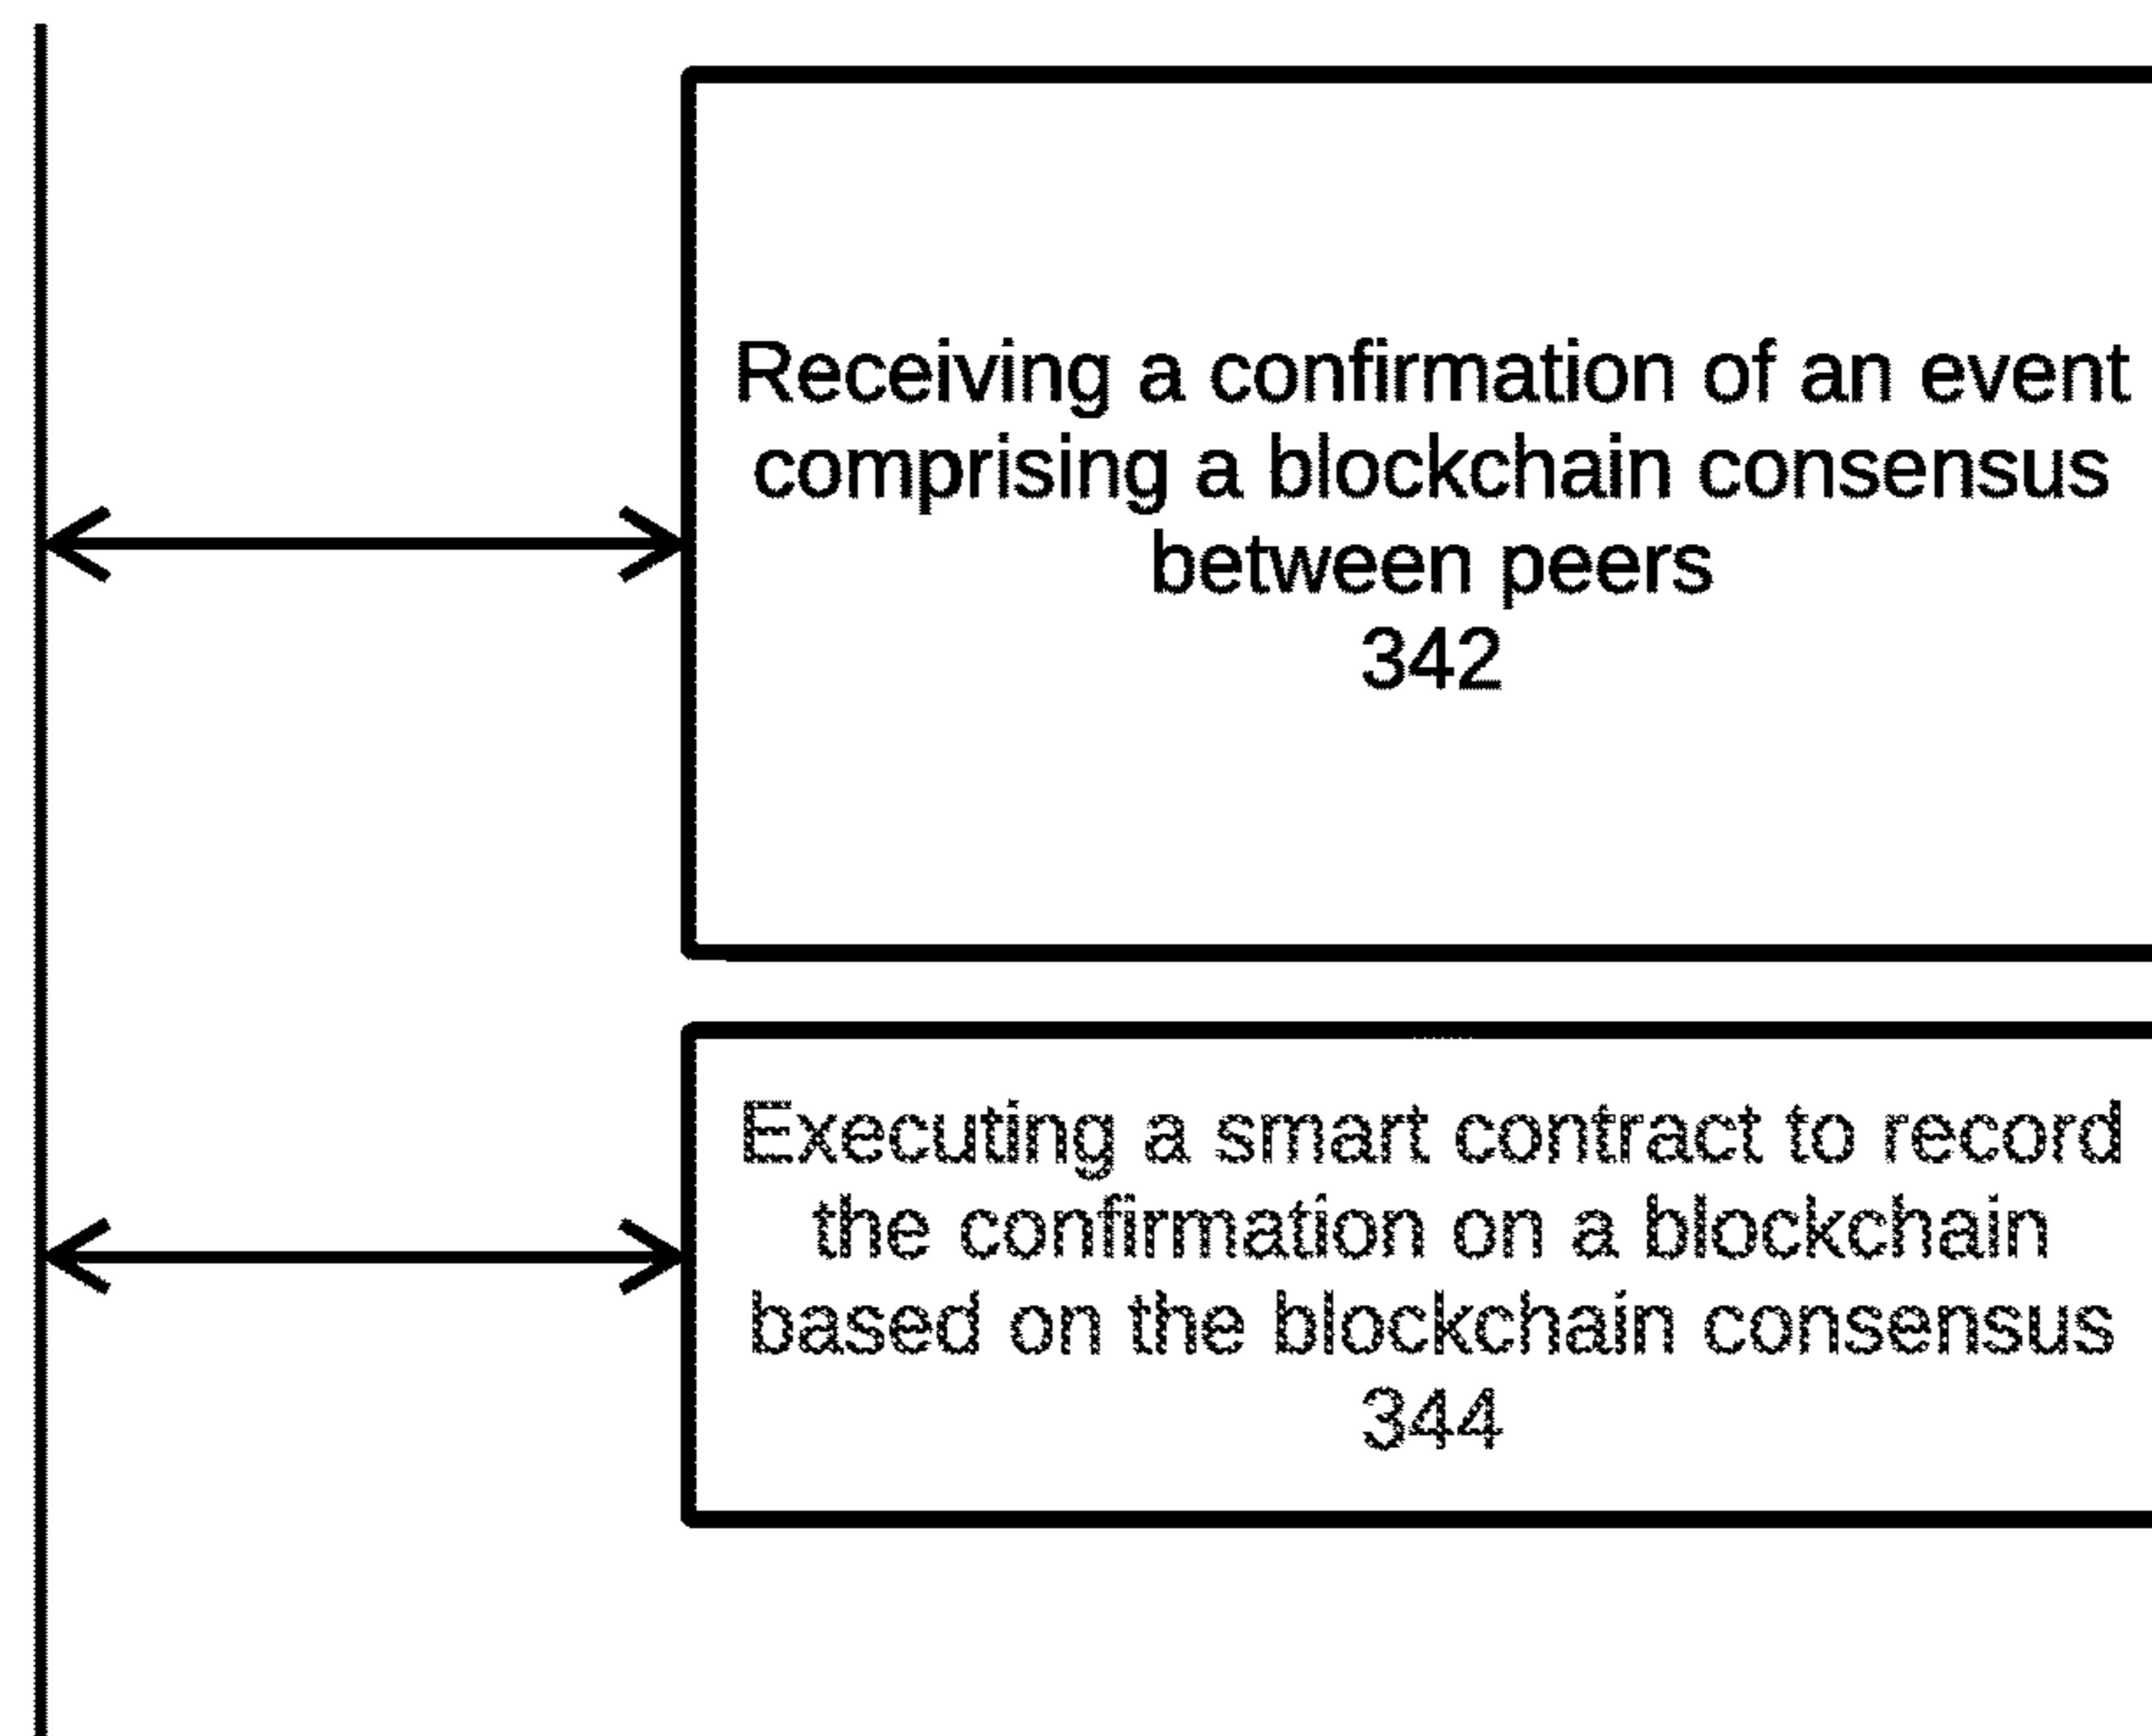 Receiving a confirmation of an event
comprising a blockchain consensus
between peers
342
Executing a smart contract to record
the confirmation on a blockchain
based on the blockchain consensus
344